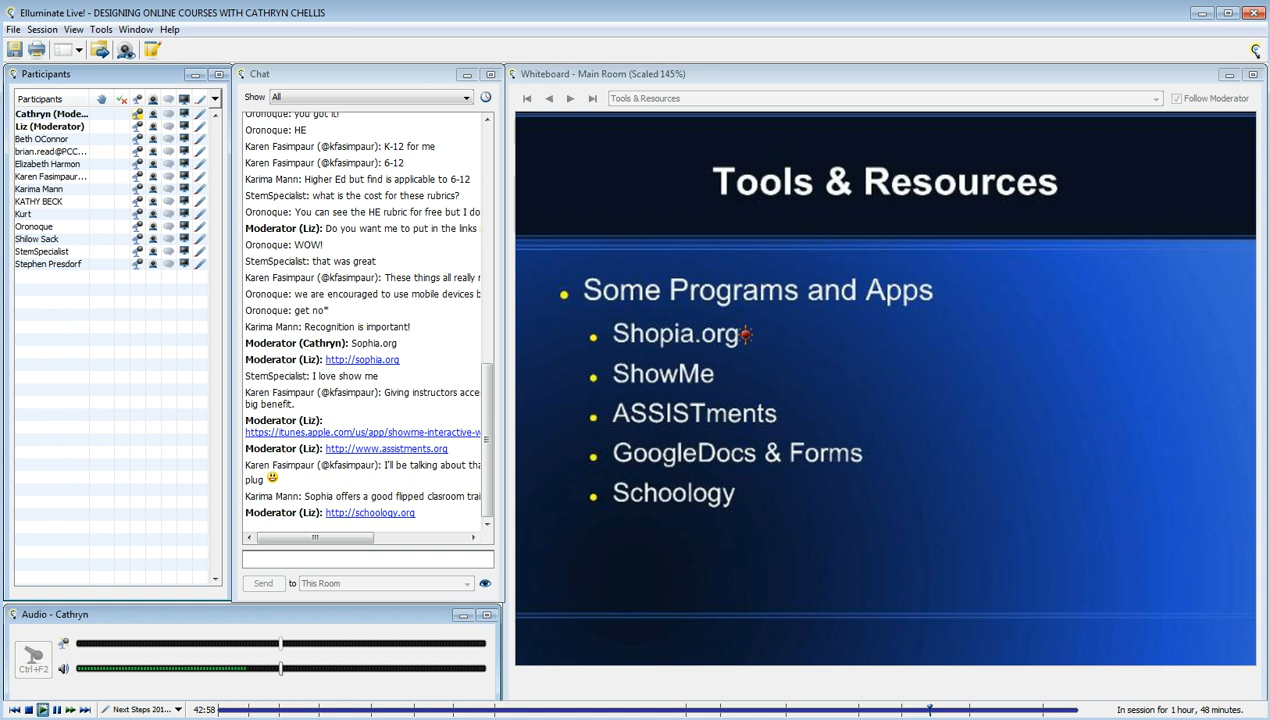 Elluminate Live! - DESIGNING ONLINE COURSES WITH CATHRYN CHELLIS
File Session View Tools Window Help
Participants
Participants
Cathryn (Mode...
Liz (Moderator)
Beth OConnor
brian.read@PCC...
Elizabeth Harmon
Karen Fasimpaur...
Karima Mann
KATHY BECK
Kurt
Oronoque
Shilow Sack
StemSpecialist
Stephen Presdorf
Chat
Show All
Oronoque: you got it!
Oronoque: HE
Karen Fasimpaur (@kfasimpaur): K-12 for me
Karen Fasimpaur (@kfasimpaur): 6-12
Karima Mann: Higher Ed but find is applicable to 6-12
StemSpecialist: what is the cost for these rubrics?
Oronoque: You can see the HE rubric for free but I do
Moderator (Liz): Do you want me to put in the links
Oronoque: WOW!
StemSpecialist: that was great
Karen Fasimpaur (@kfasimpaur): These things all really
Oronoque: we are encouraged to use mobile devices b
Oronoque: get no*
Karima Mann: Recognition is important!
Moderator (Cathryn): Sophia.org
Moderator (Liz): http://sophia.org
StemSpecialist: I love show me
Karen Fasimpaur (@kfasimpaur): Giving instructors acce
big benefit.
Moderator (Liz):
https://itunes.apple.com/us/app/showme-interactive-w
Moderator (Liz): http://www.assistments.org
Karen Fasimpaur (@kfasimpaur): I'll be talking about tha
plug
Karima Mann: Sophia offers a good flipped clasroom trai
Moderator (Liz): http://schoology.org
Send to This Room
Whiteboard - Main Room (Scaled 145%)
Tools & Resources
Follow Moderator
Tools & Resources
Some Programs and Apps
Shopia.org
ShowMe
ASSISTments
GoogleDocs & Forms
Schoology
Audio - Cathryn
Ctrl+F2
Next Steps 201... 42:58
In session for 1 hour, 48 minutes.